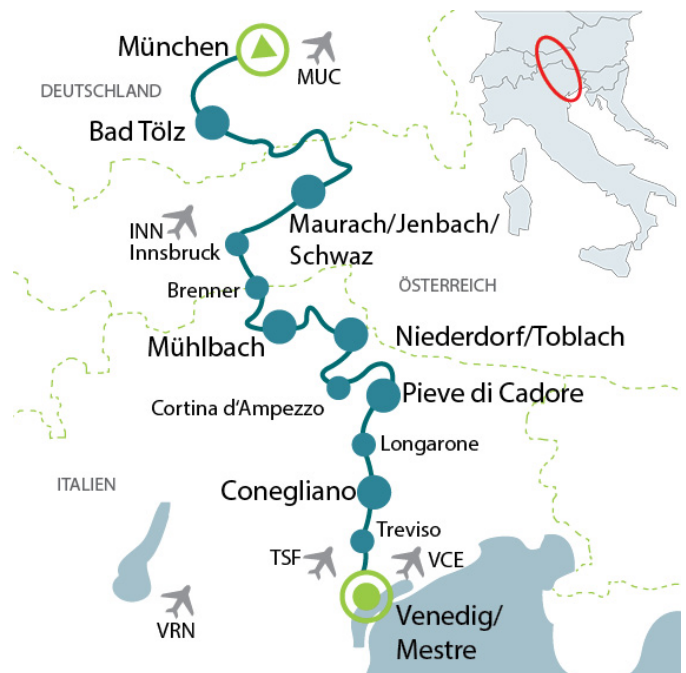 München
MUC
DEUTSCHLAND
Bad Tölz
INN
Innsbruck
Maurach/Jenbach/
Schwaz
Brenner
ÖSTERREICH
Mühlbach
Niederdorf/Toblach
Cortina d‘Ampezzo
Pieve di Cadore
Longarone
ITALIEN
Conegliano
Treviso
TSF
VCE
VRN
Venedig/
Mestre